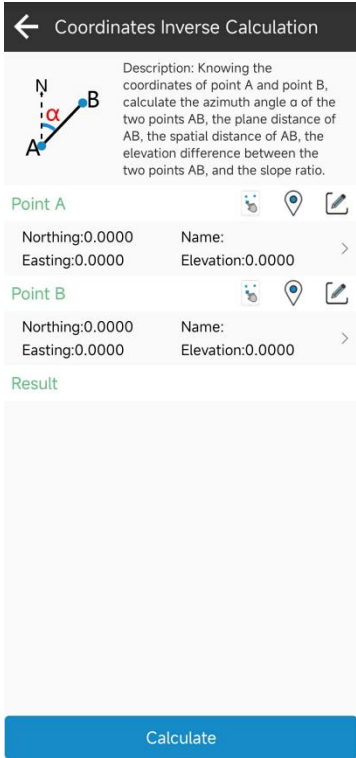 Coordinates Inverse Calculation
Description: Knowing the
coordinates of point A and point B,
calculate the azimuth angle α of the
two points AB, the plane distance of
AB, the spatial distance of AB, the
elevation difference between the
two points AB, and the slope ratio.
N
B
α
A
Point A
Northing:0.0000 Name:
Easting:0.0000 Elevation:0.0000
Point B
Northing:0.0000 Name:
Easting:0.0000 Elevation:0.0000
Result
Calculate